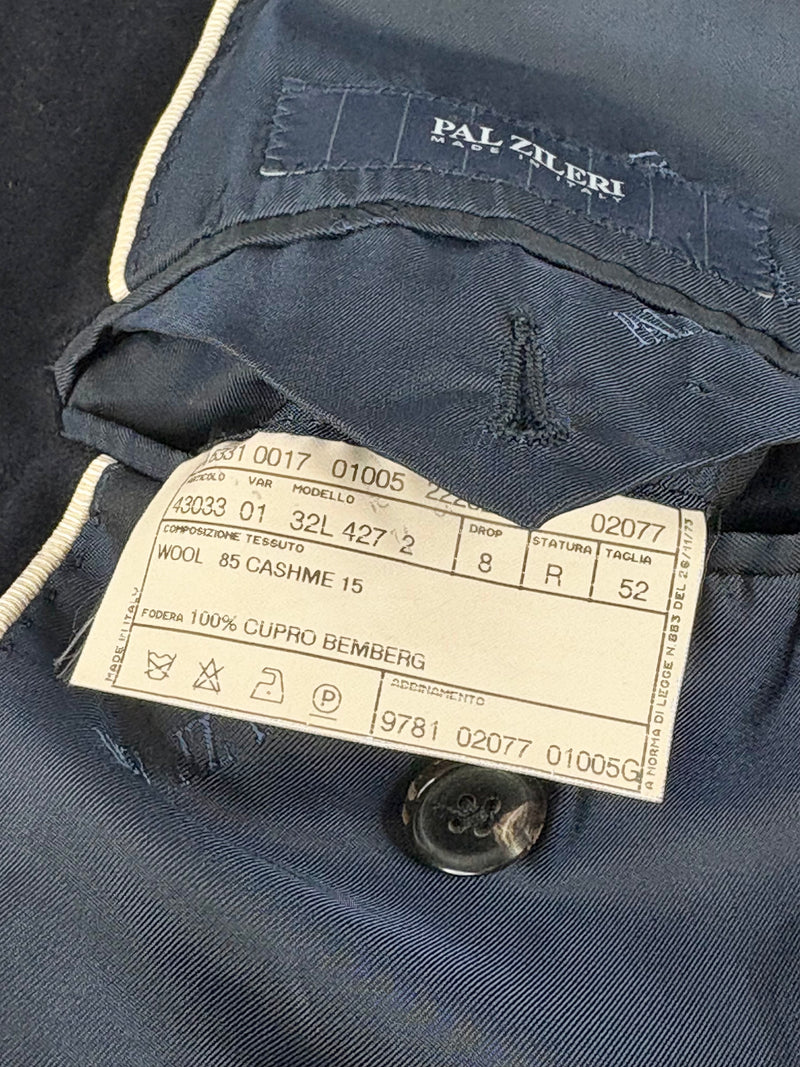 PAL ZILERI
MADE IN ITALY
0017 01005
02077
VAR MODELLO
43033 01 32L 427 2
DROP
8
STATURA
R
TAGLIA
52
COMPOSIZIONE TESSUTO
WOOL 85 CASHME 15
FODERA 100% CUPRO BEMBERG
P
ABBINAMENTO
9781 02077 01005G
MADE IN ITALY
A NORMA DI LEGGE N.883 DEL 26/11/73